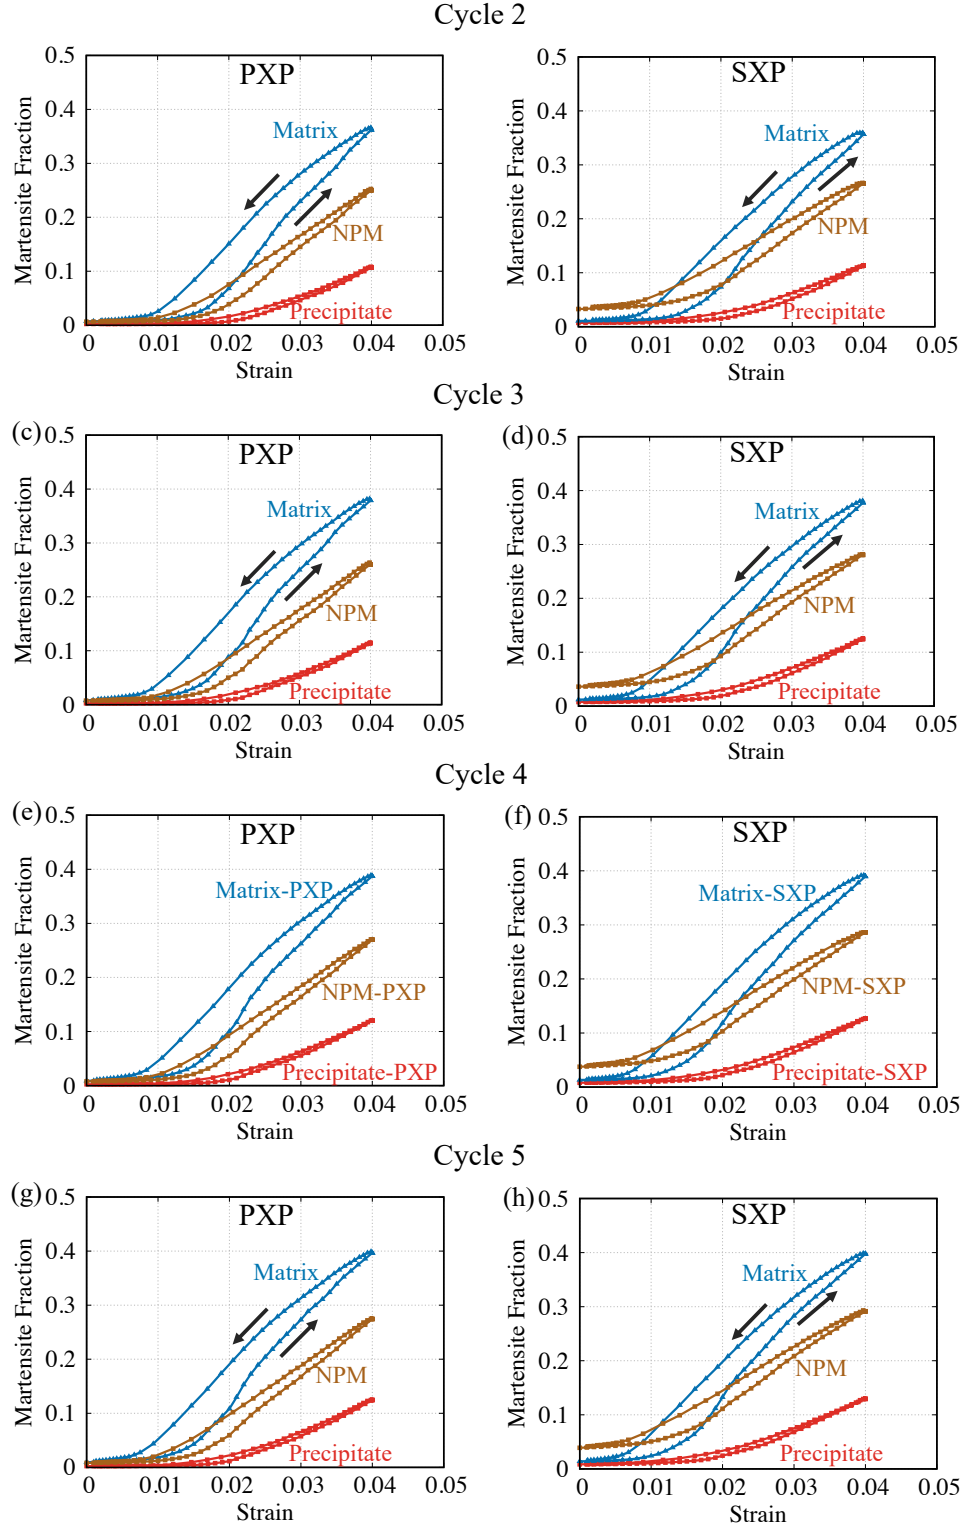 Cycle 2
PXP
SXP
Martensite Fraction
0.5
0.4
0.3
0.2
0.1
0
Matrix
NPM
Precipitate
0 0.01 0.02 0.03 0.04 0.05
Strain
Martensite Fraction
0.5
0.4
0.3
0.2
0.1
0
Matrix
NPM
Precipitate
0 0.01 0.02 0.03 0.04 0.05
Strain
Cycle 3
(c)
PXP
Martensite Fraction
0.5
0.4
0.3
0.2
0.1
0
Matrix
NPM
Precipitate
0 0.01 0.02 0.03 0.04 0.05
Strain
(d)
SXP
Martensite Fraction
0.5
0.4
0.3
0.2
0.1
0
Matrix
NPM
Precipitate
0 0.01 0.02 0.03 0.04 0.05
Strain
Cycle 4
(e)
PXP
Martensite Fraction
0.5
0.4
0.3
0.2
0.1
0
Matrix-PXP
NPM-PXP
Precipitate-PXP
0 0.01 0.02 0.03 0.04 0.05
Strain
(f)
SXP
Martensite Fraction
0.5
0.4
0.3
0.2
0.1
0
Matrix-SXP
NPM-SXP
Precipitate-SXP
0 0.01 0.02 0.03 0.04 0.05
Strain
Cycle 5
(g)
PXP
Martensite Fraction
0.5
0.4
0.3
0.2
0.1
0
Matrix
NPM
Precipitate
0 0.01 0.02 0.03 0.04 0.05
Strain
(h)
SXP
Martensite Fraction
0.5
0.4
0.3
0.2
0.1
0
Matrix
NPM
Precipitate
0 0.01 0.02 0.03 0.04 0.05
Strain